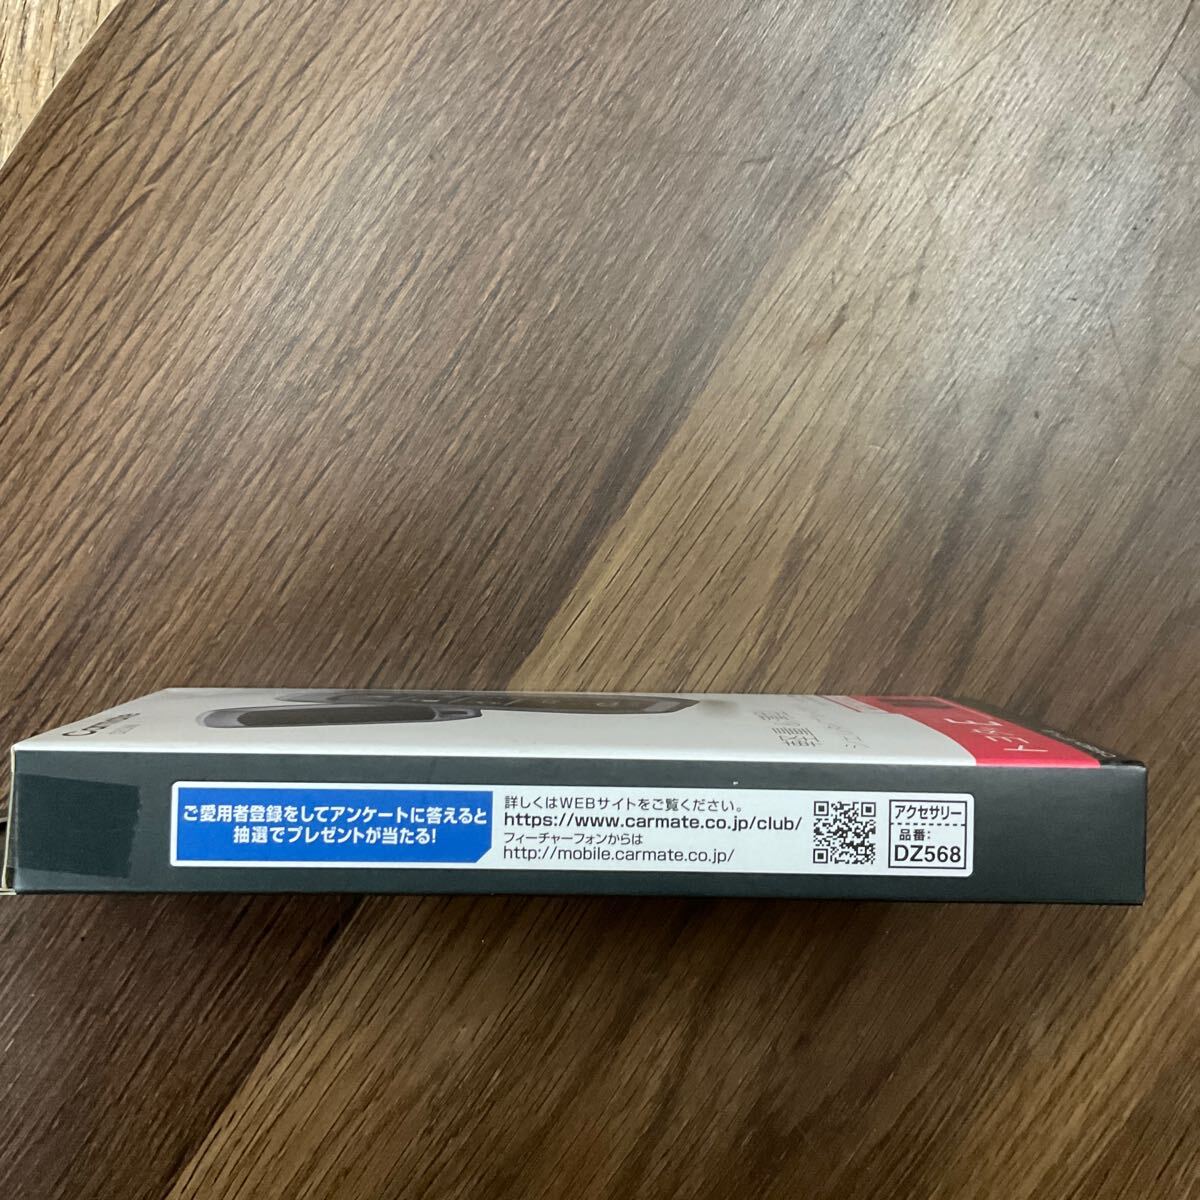 ご愛用者登録をしてアンケートに答えると
抽選でプレゼントが当たる!
詳しくはWEBサイトをご覧ください。
https://www.carmate.co.jp/club/
フィーチャーフォンからは
http://mobile.carmate.co.jp/
アクセサリー
品番:
DZ568